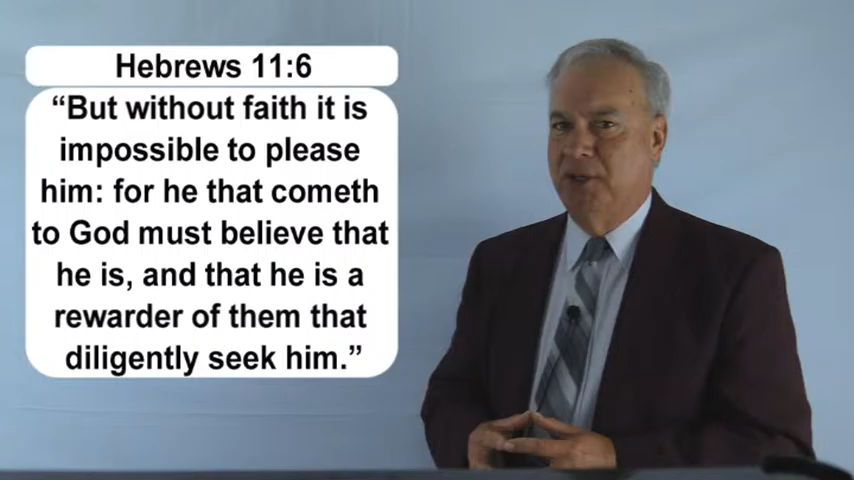 Hebrews 11:6
“But without faith it is
impossible to please
him: for he that cometh
to God must believe that
he is, and that he is a
rewarder of them that
diligently seek him.”